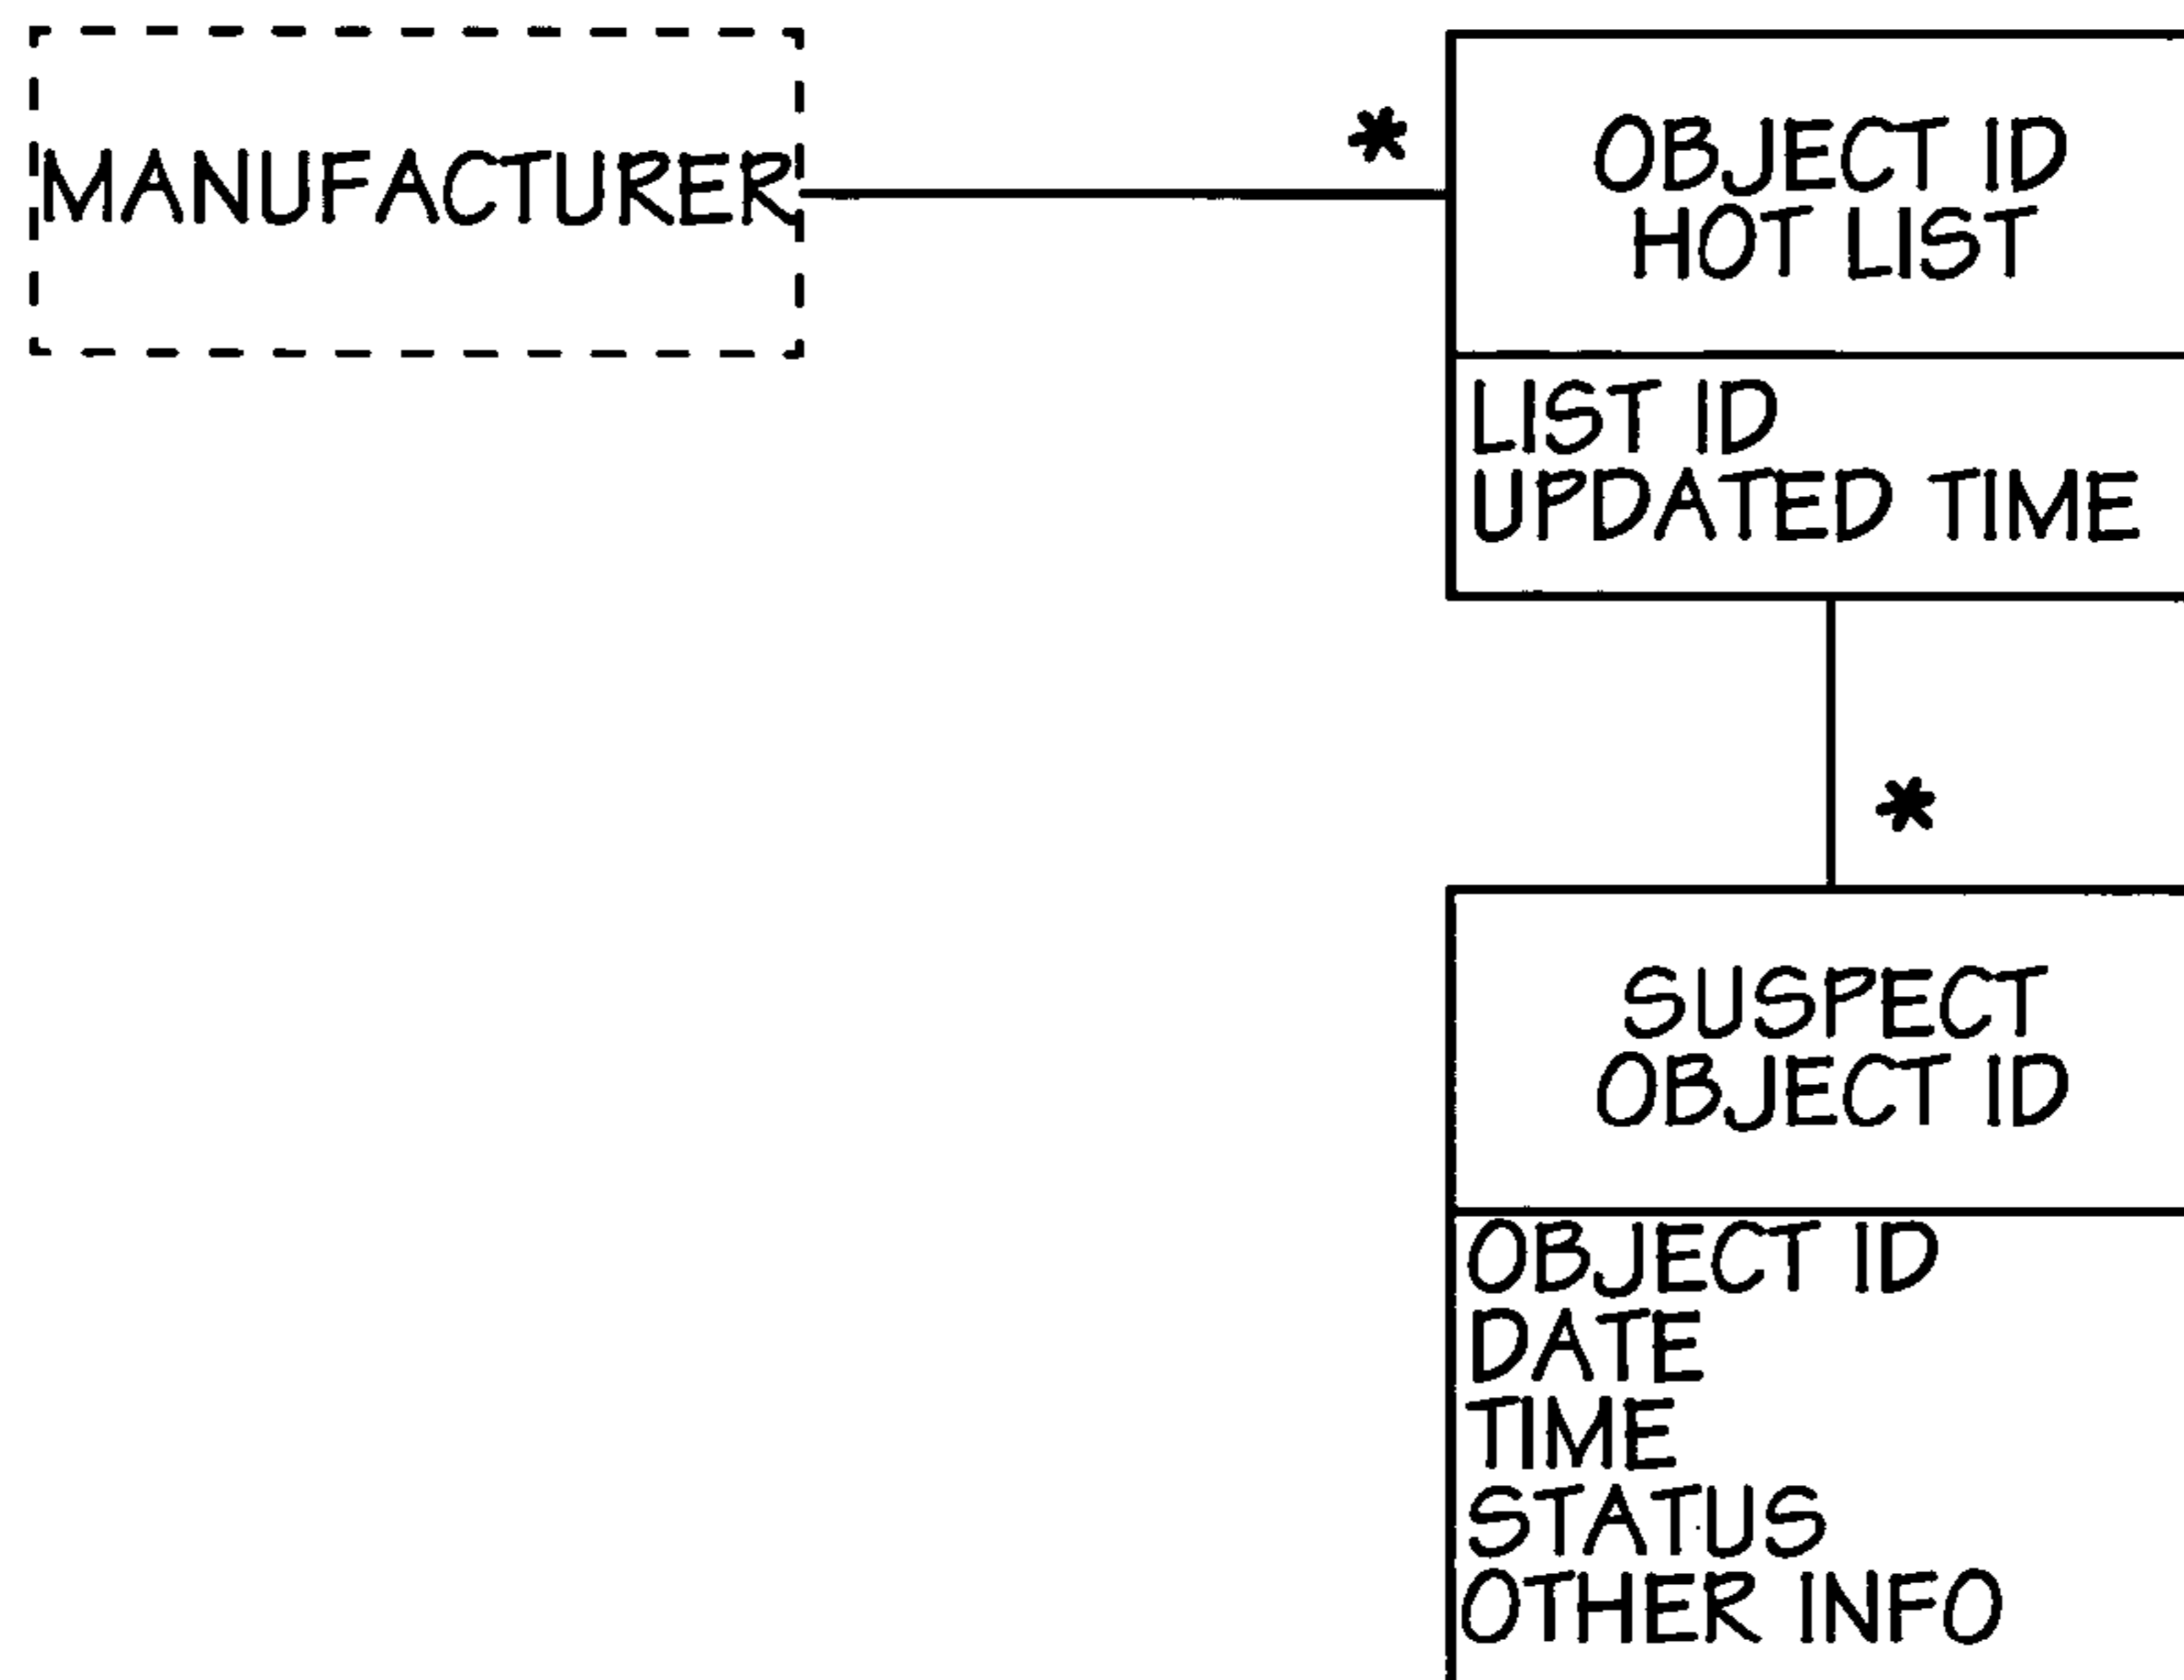 MANUFACTURER
*
OBJECT ID
HOT LIST
LIST ID
UPDATED TIME
*
SUSPECT
OBJECT ID
OBJECT ID
DATE
TIME
STATUS
OTHER INFO